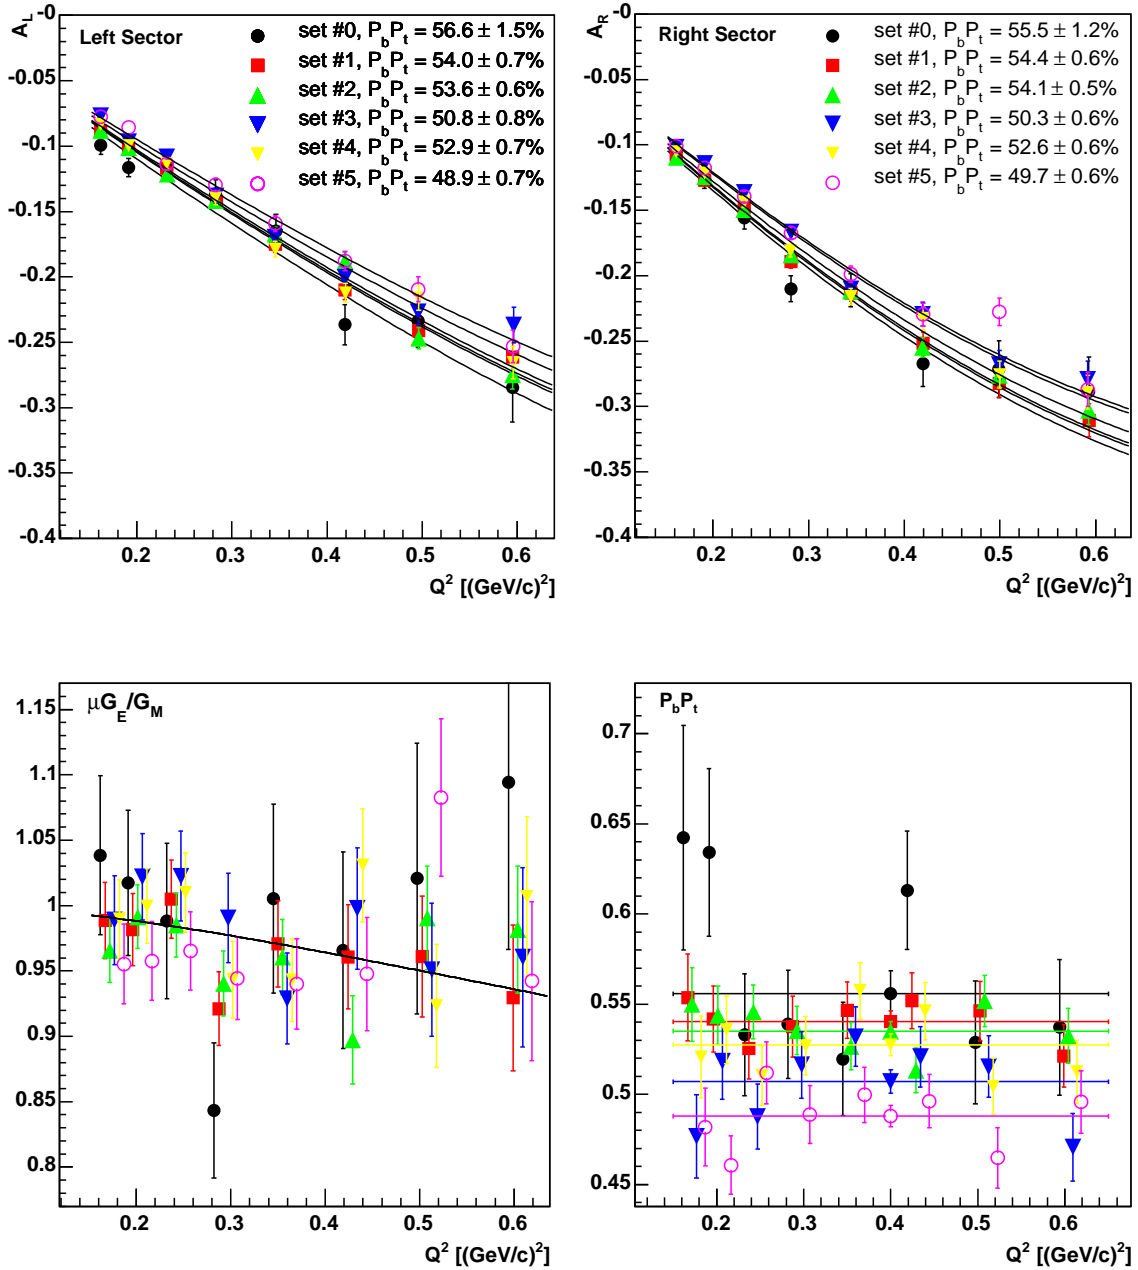 A_L
Left Sector
set #0, P_bP_t = 56.6 ± 1.5%
set #1, P_bP_t = 54.0 ± 0.7%
set #2, P_bP_t = 53.6 ± 0.6%
set #3, P_bP_t = 50.8 ± 0.8%
set #4, P_bP_t = 52.9 ± 0.7%
set #5, P_bP_t = 48.9 ± 0.7%
-0
-0.05
-0.1
-0.15
-0.2
-0.25
-0.3
-0.35
-0.4
0.2 0.3 0.4 0.5 0.6
Q² [(GeV/c)²]
A_R
Right Sector
set #0, P_bP_t = 55.5 ± 1.2%
set #1, P_bP_t = 54.4 ± 0.6%
set #2, P_bP_t = 54.1 ± 0.5%
set #3, P_bP_t = 50.3 ± 0.6%
set #4, P_bP_t = 52.6 ± 0.6%
set #5, P_bP_t = 49.7 ± 0.6%
-0
-0.05
-0.1
-0.15
-0.2
-0.25
-0.3
-0.35
-0.4
0.2 0.3 0.4 0.5 0.6
Q² [(GeV/c)²]
μG_E/G_M
1.15
1.1
1.05
1
0.95
0.9
0.85
0.8
0.2 0.3 0.4 0.5 0.6
Q² [(GeV/c)²]
P_bP_t
0.7
0.65
0.6
0.55
0.5
0.45
0.2 0.3 0.4 0.5 0.6
Q² [(GeV/c)²]